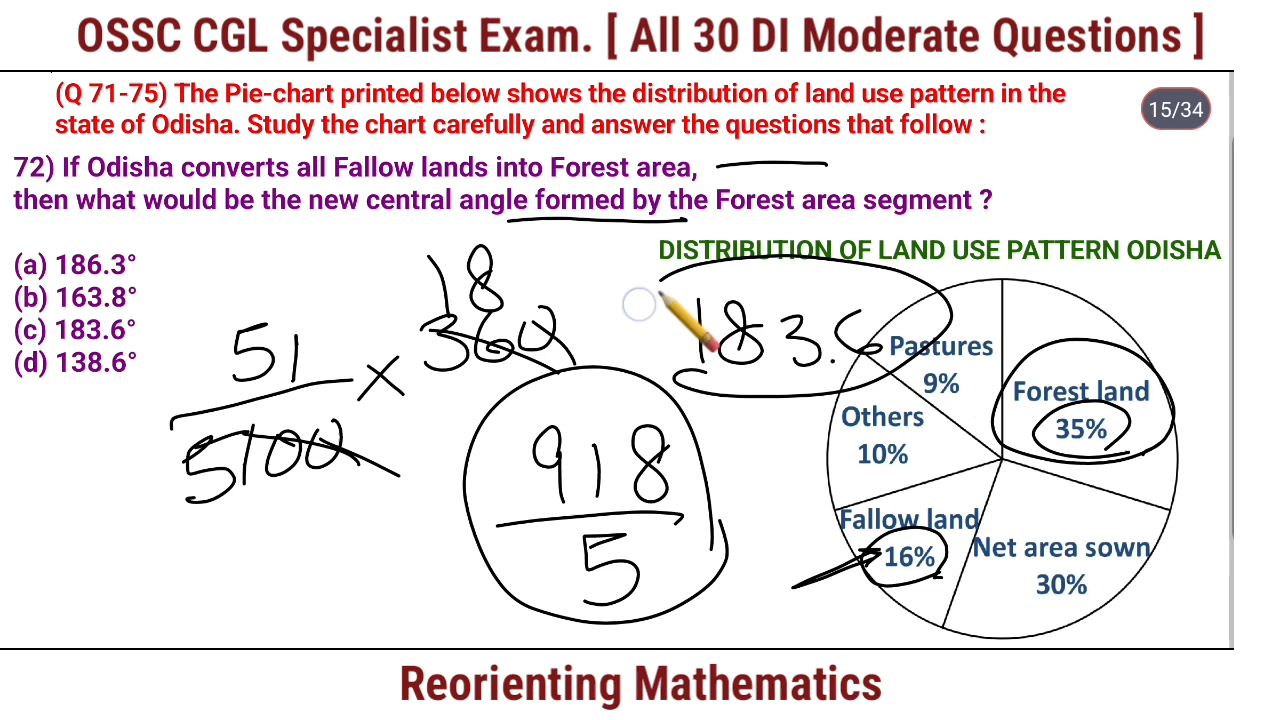 OSSC CGL Specialist Exam. [ All 30 DI Moderate Questions ]
(Q 71-75) The Pie-chart printed below shows the distribution of land use pattern in the
state of Odisha. Study the chart carefully and answer the questions that follow :
15/34
72) If Odisha converts all Fallow lands into Forest area,
then what would be the new central angle formed by the Forest area segment ?
(a) 186.3°
(b) 163.8°
(c) 183.6°
(d) 138.6°
18
51 × 360
5100
918
5
183.6
DISTRIBUTION OF LAND USE PATTERN ODISHA
Pastures
9%
Forest land
35%
Others
10%
Fallow land
16%
Net area sown
30%
Reorienting Mathematics